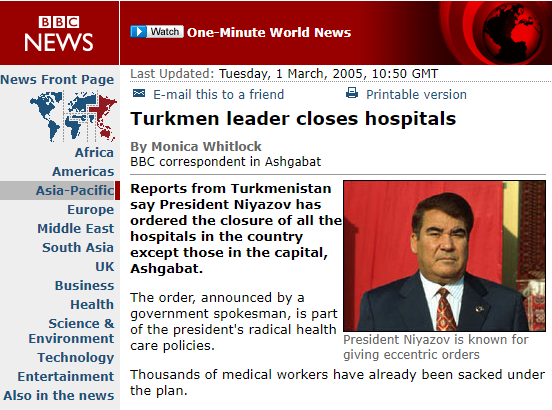 BBC
NEWS
Watch One-Minute World News
News Front Page
Africa
Americas
Asia-Pacific
Europe
Middle East
South Asia
UK
Business
Health
Science &
Environment
Technology
Entertainment
Also in the news
Last Updated: Tuesday, 1 March, 2005, 10:50 GMT
E-mail this to a friend
Printable version
Turkmen leader closes hospitals
By Monica Whitlock
BBC correspondent in Ashgabat
Reports from Turkmenistan
say President Niyazov has
ordered the closure of all the
hospitals in the country
except those in the capital,
Ashgabat.
President Niyazov is known for
giving eccentric orders
The order, announced by a
government spokesman, is part
of the president's radical health
care policies.
Thousands of medical workers have already been sacked under
the plan.